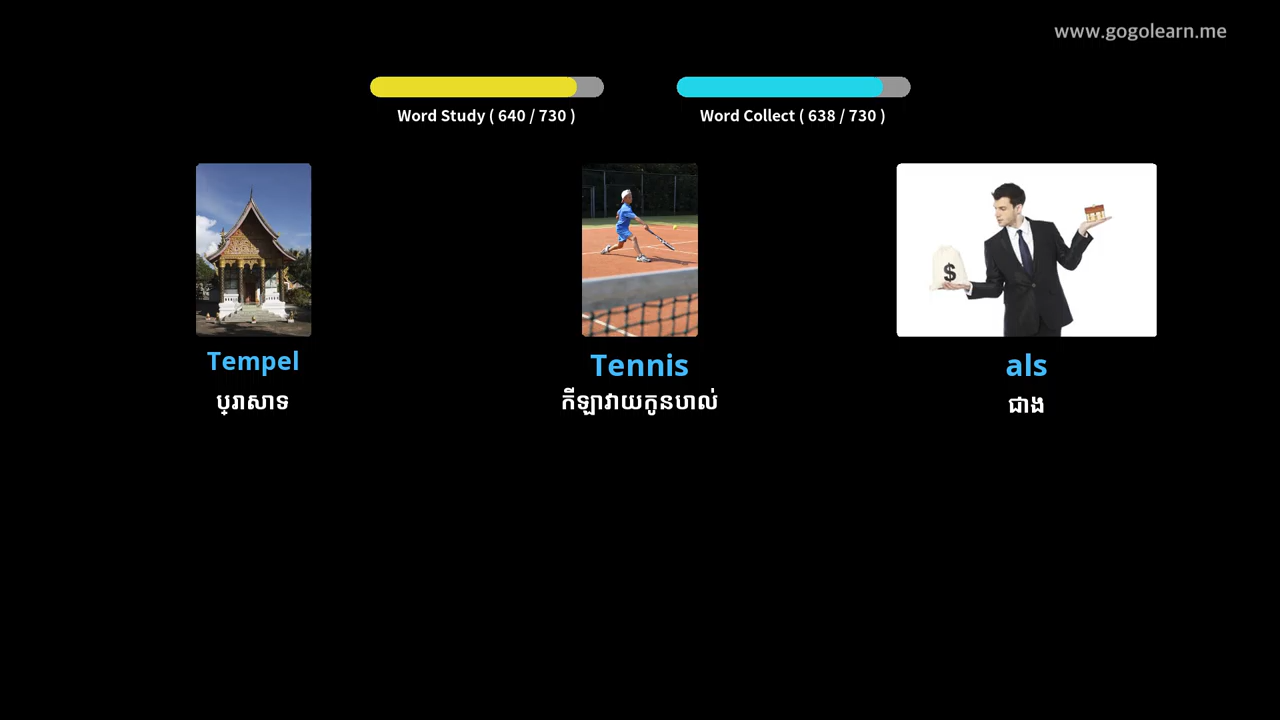 www.gogolearn.me
Word Study ( 640 / 730 )
Word Collect ( 638 / 730 )
$
Tempel
Tennis
als
ប្រាសាទ
កីឡាវាយកូនបាល់
ជាង